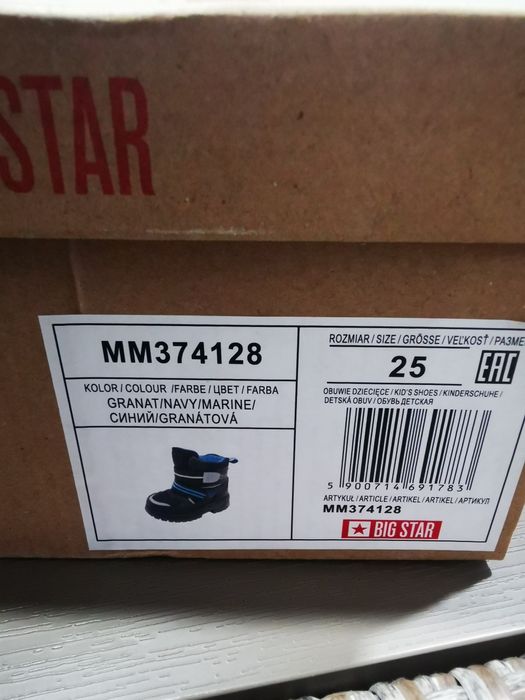 STAR
MM374128
KOLOR / COLOUR / FARBE / ЦВЕТ / FARBA
GRANAT/NAVY/MARINE/
СИНИЙ/GRANÁTOVÁ
ROZMIAR / SIZE / GRÖSSE / VEĽKOSŤ / РАЗМЕ
25
EAC
OBUWIE DZIECIĘCE / KID'S SHOES / KINDERSCHUHE /
DETSKÁ OBUV / ОБУВЬ ДЕТСКАЯ
5 900714 691783
ARTYKUŁ / ARTICLE / ARTIKEL / ARTIKEL / АРТИКУЛ
MM374128
BIG STAR